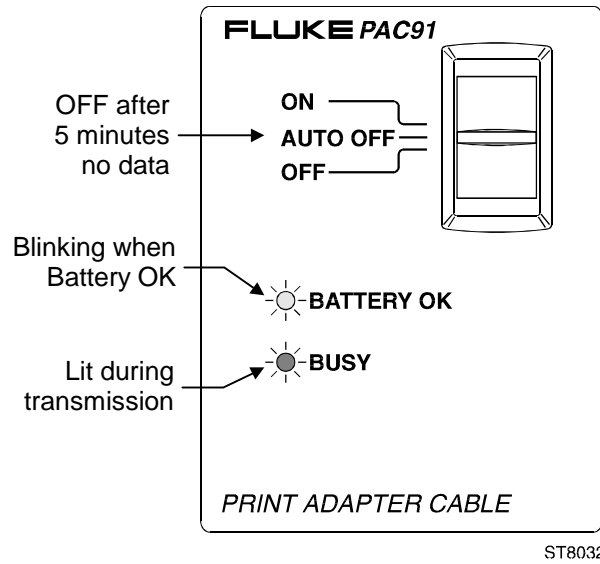 FLUKE PAC91
ON
OFF after
5 minutes
no data
AUTO OFF
OFF
Blinking when
Battery OK
BATTERY OK
Lit during
transmission
BUSY
PRINT ADAPTER CABLE
ST8032